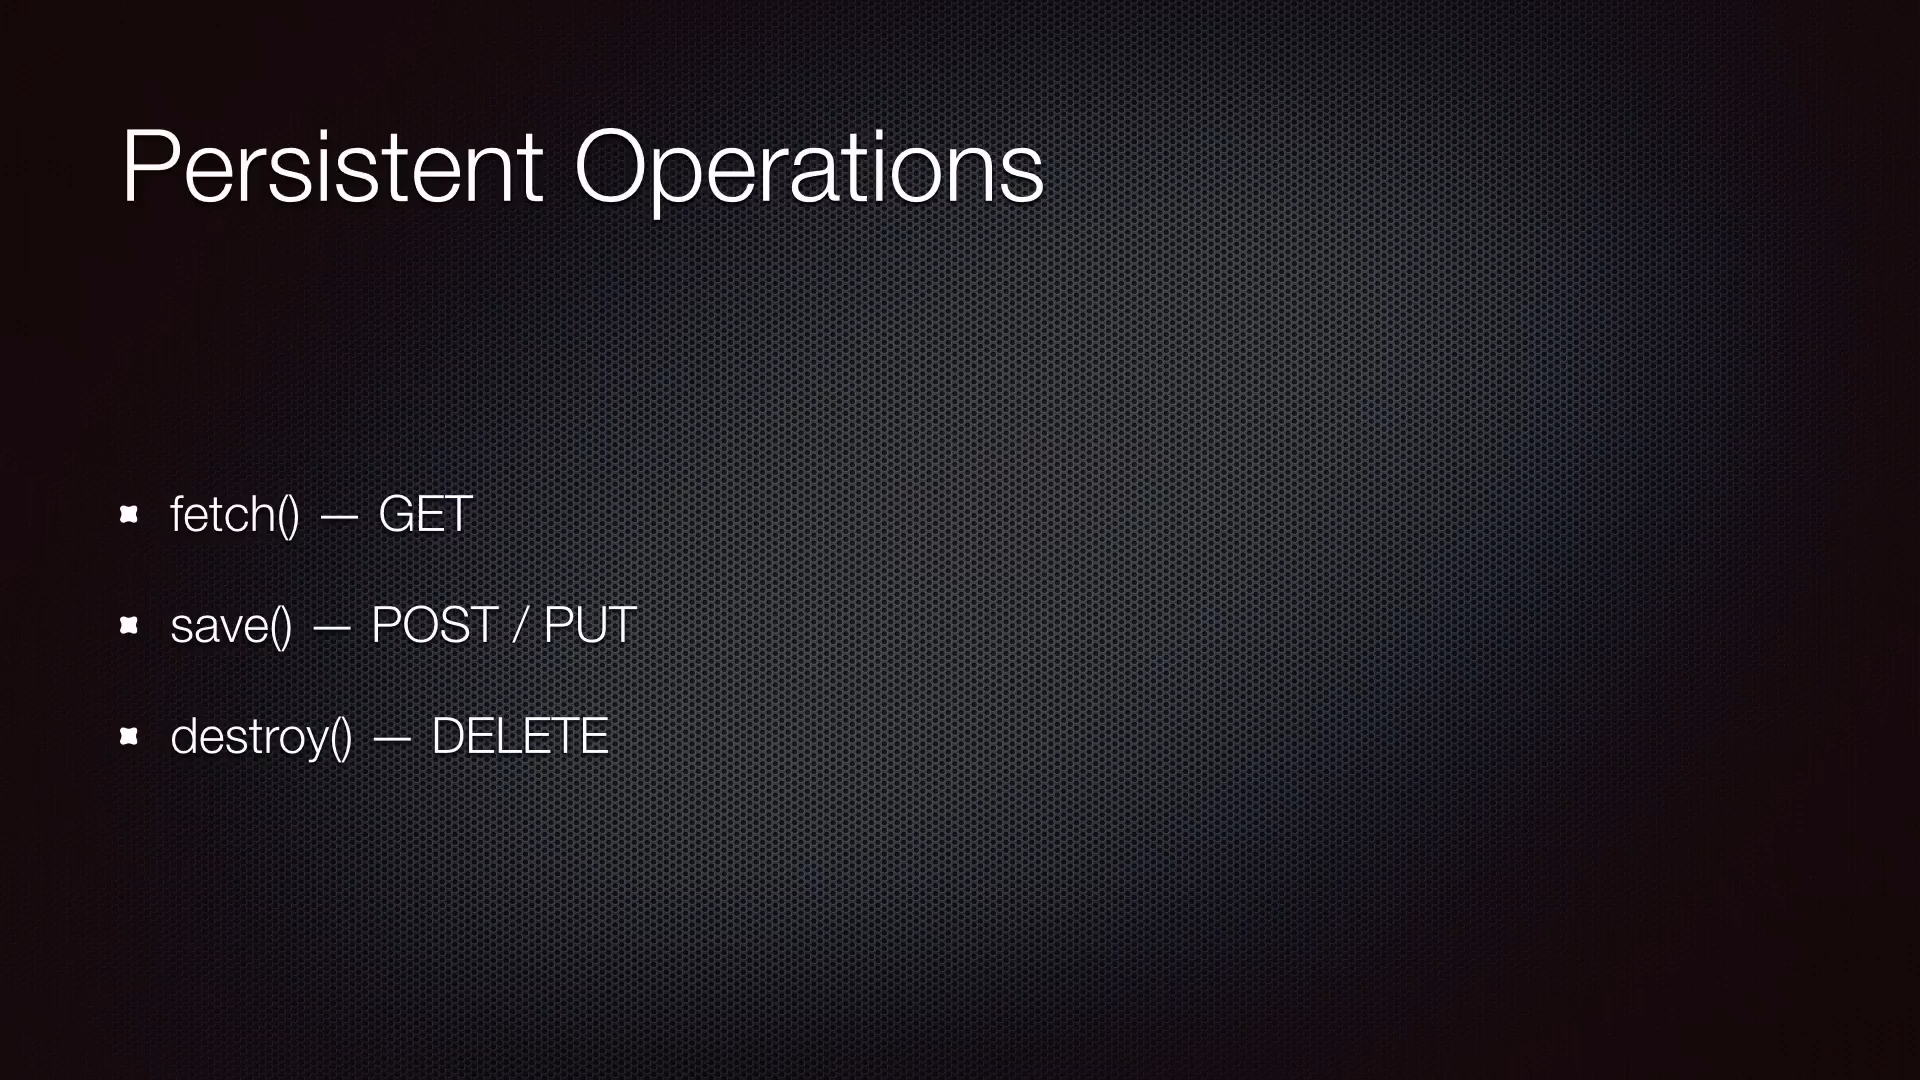 Persistent Operations
fetch() — GET
save() — POST / PUT
destroy() — DELETE